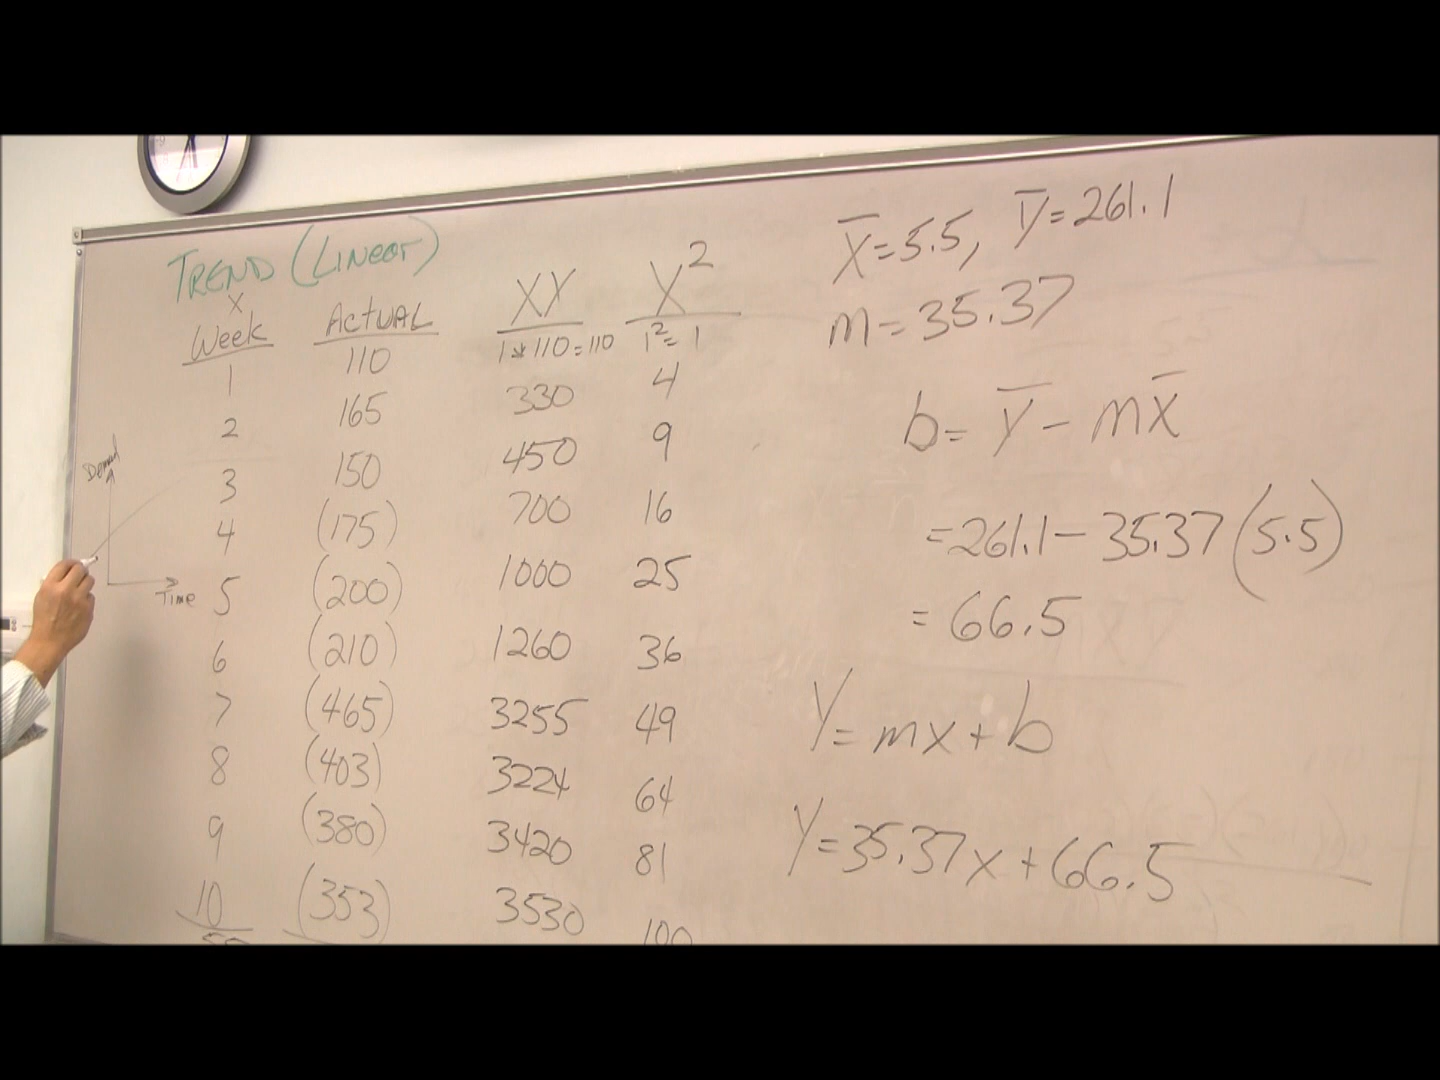 TREND (Linear)
X
Week Actual XY X²
1 110 1*110=110 1²=1
2 165 330 4
3 150 450 9
4 (175) 700 16
5 (200) 1000 25
6 (210) 1260 36
7 (465) 3255 49
8 (403) 3224 64
9 (380) 3420 81
10 (353) 3530 100
Demand
Time
X̄=5.5, Ȳ=261.1
m=35.37
b= ȳ - mx̄
=261.1-35.37(5.5)
= 66.5
Y= mx+b
Y=35.37x+66.5